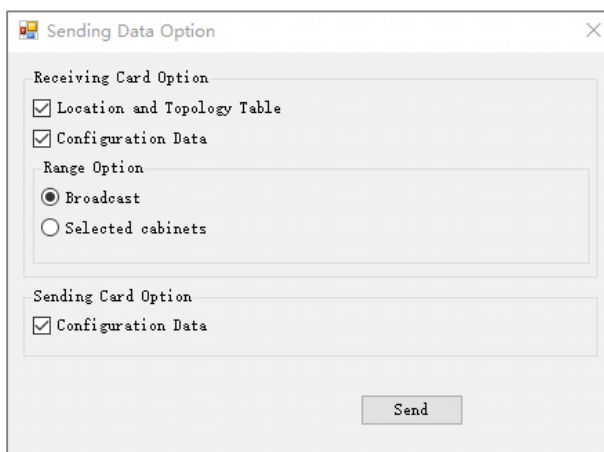 Sending Data Option
Receiving Card Option
Location and Topology Table
Configuration Data
Range Option
Broadcast
Selected cabinets
Sending Card Option
Configuration Data
Send